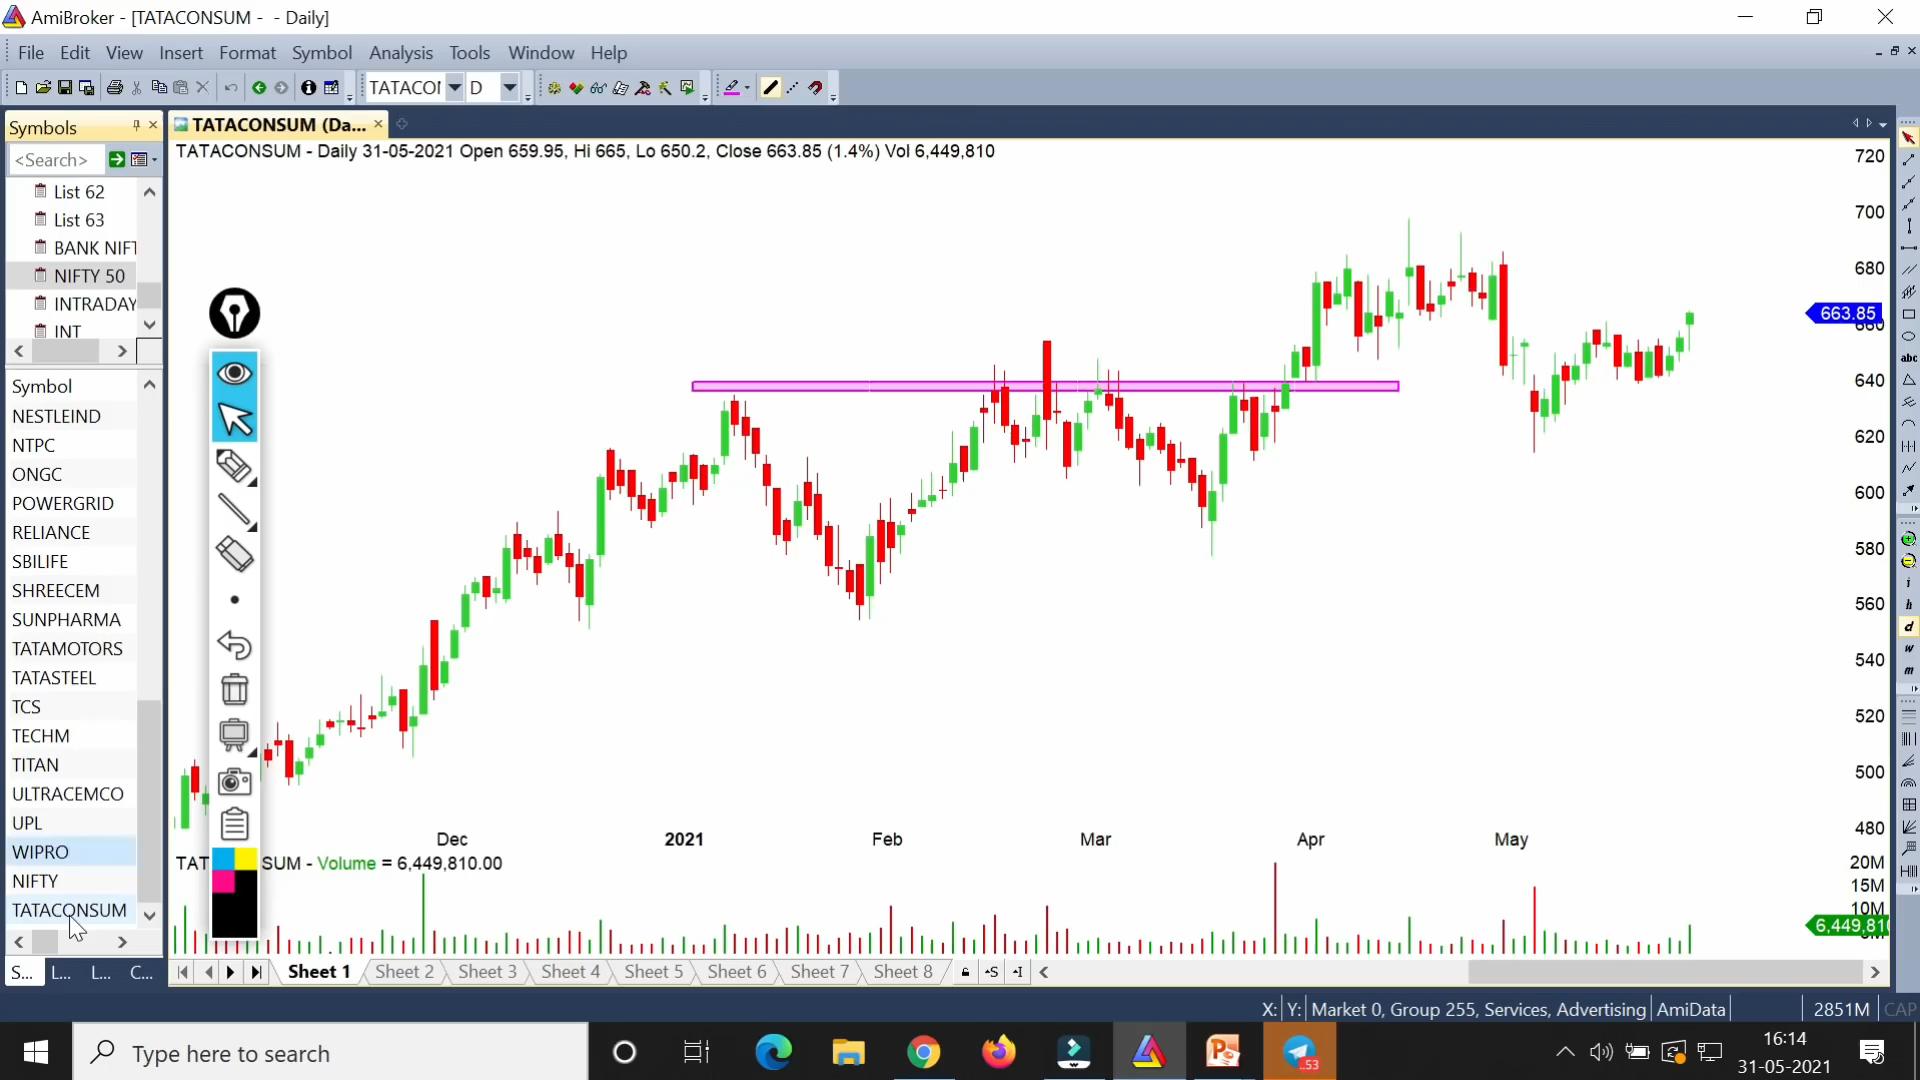 AmiBroker - [TATACONSUM - - Daily]
File Edit View Insert Format Symbol Analysis Tools Window Help
TATACO D
Symbols
TATACONSUM (Da...
TATACONSUM - Daily 31-05-2021 Open 659.95, Hi 665, Lo 650.2, Close 663.85 (1.4%) Vol 6,449,810
<Search>
List 62
List 63
BANK NIFT
NIFTY 50
INTRADAY
INT
Symbol
NESTLEIND
NTPC
ONGC
POWERGRID
RELIANCE
SBILIFE
SHREECEM
SUNPHARMA
TATAMOTORS
TATASTEEL
TCS
TECHM
TITAN
ULTRACEMCO
UPL
WIPRO
NIFTY
TATACONSUM
720
700
680
663.85
660
640
620
600
580
560
540
520
500
480
Dec 2021 Feb Mar Apr May
TAT SUM - Volume = 6,449,810.00
20M
15M
10M
6,449,810
abc
i
h
d
w
m
S... L... L... C...
Sheet 1 Sheet 2 Sheet 3 Sheet 4 Sheet 5 Sheet 6 Sheet 7 Sheet 8
X: Y: Market 0, Group 255, Services, Advertising AmiData 2851M CAP
Type here to search
53
16:14
31-05-2021